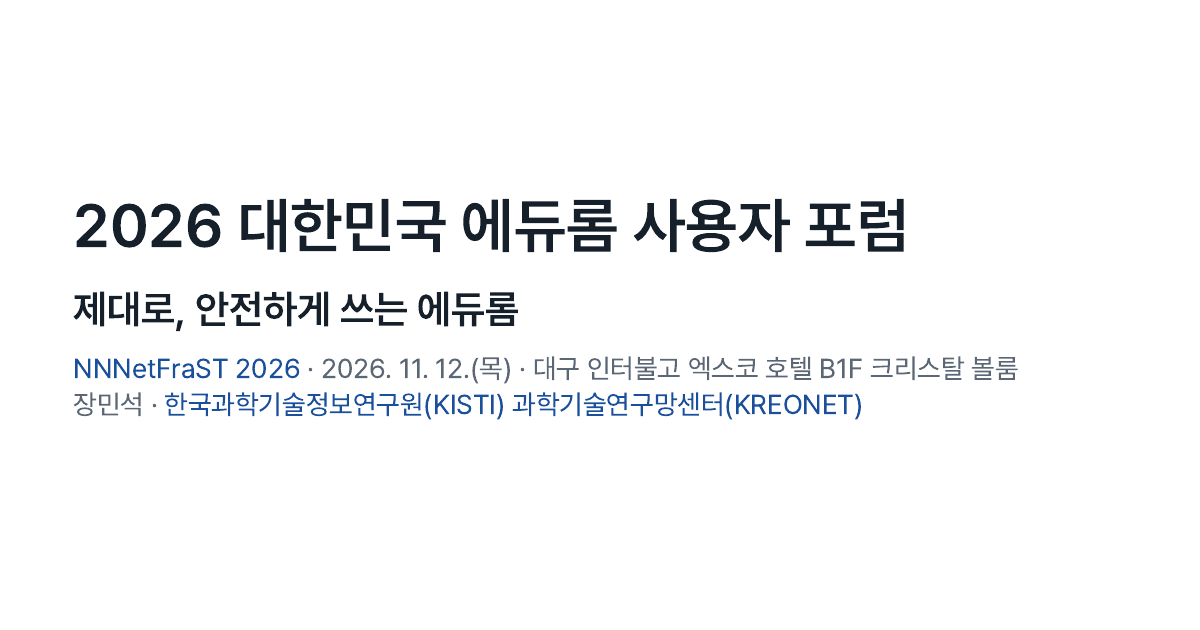 2026 대한민국 에듀롬 사용자 포럼
제대로, 안전하게 쓰는 에듀롬
NNNetFraST 2026 · 2026. 11. 12.(목) · 대구 인터불고 엑스코 호텔 B1F 크리스탈 볼룸
장민석 · 한국과학기술정보연구원(KISTI) 과학기술연구망센터(KREONET)